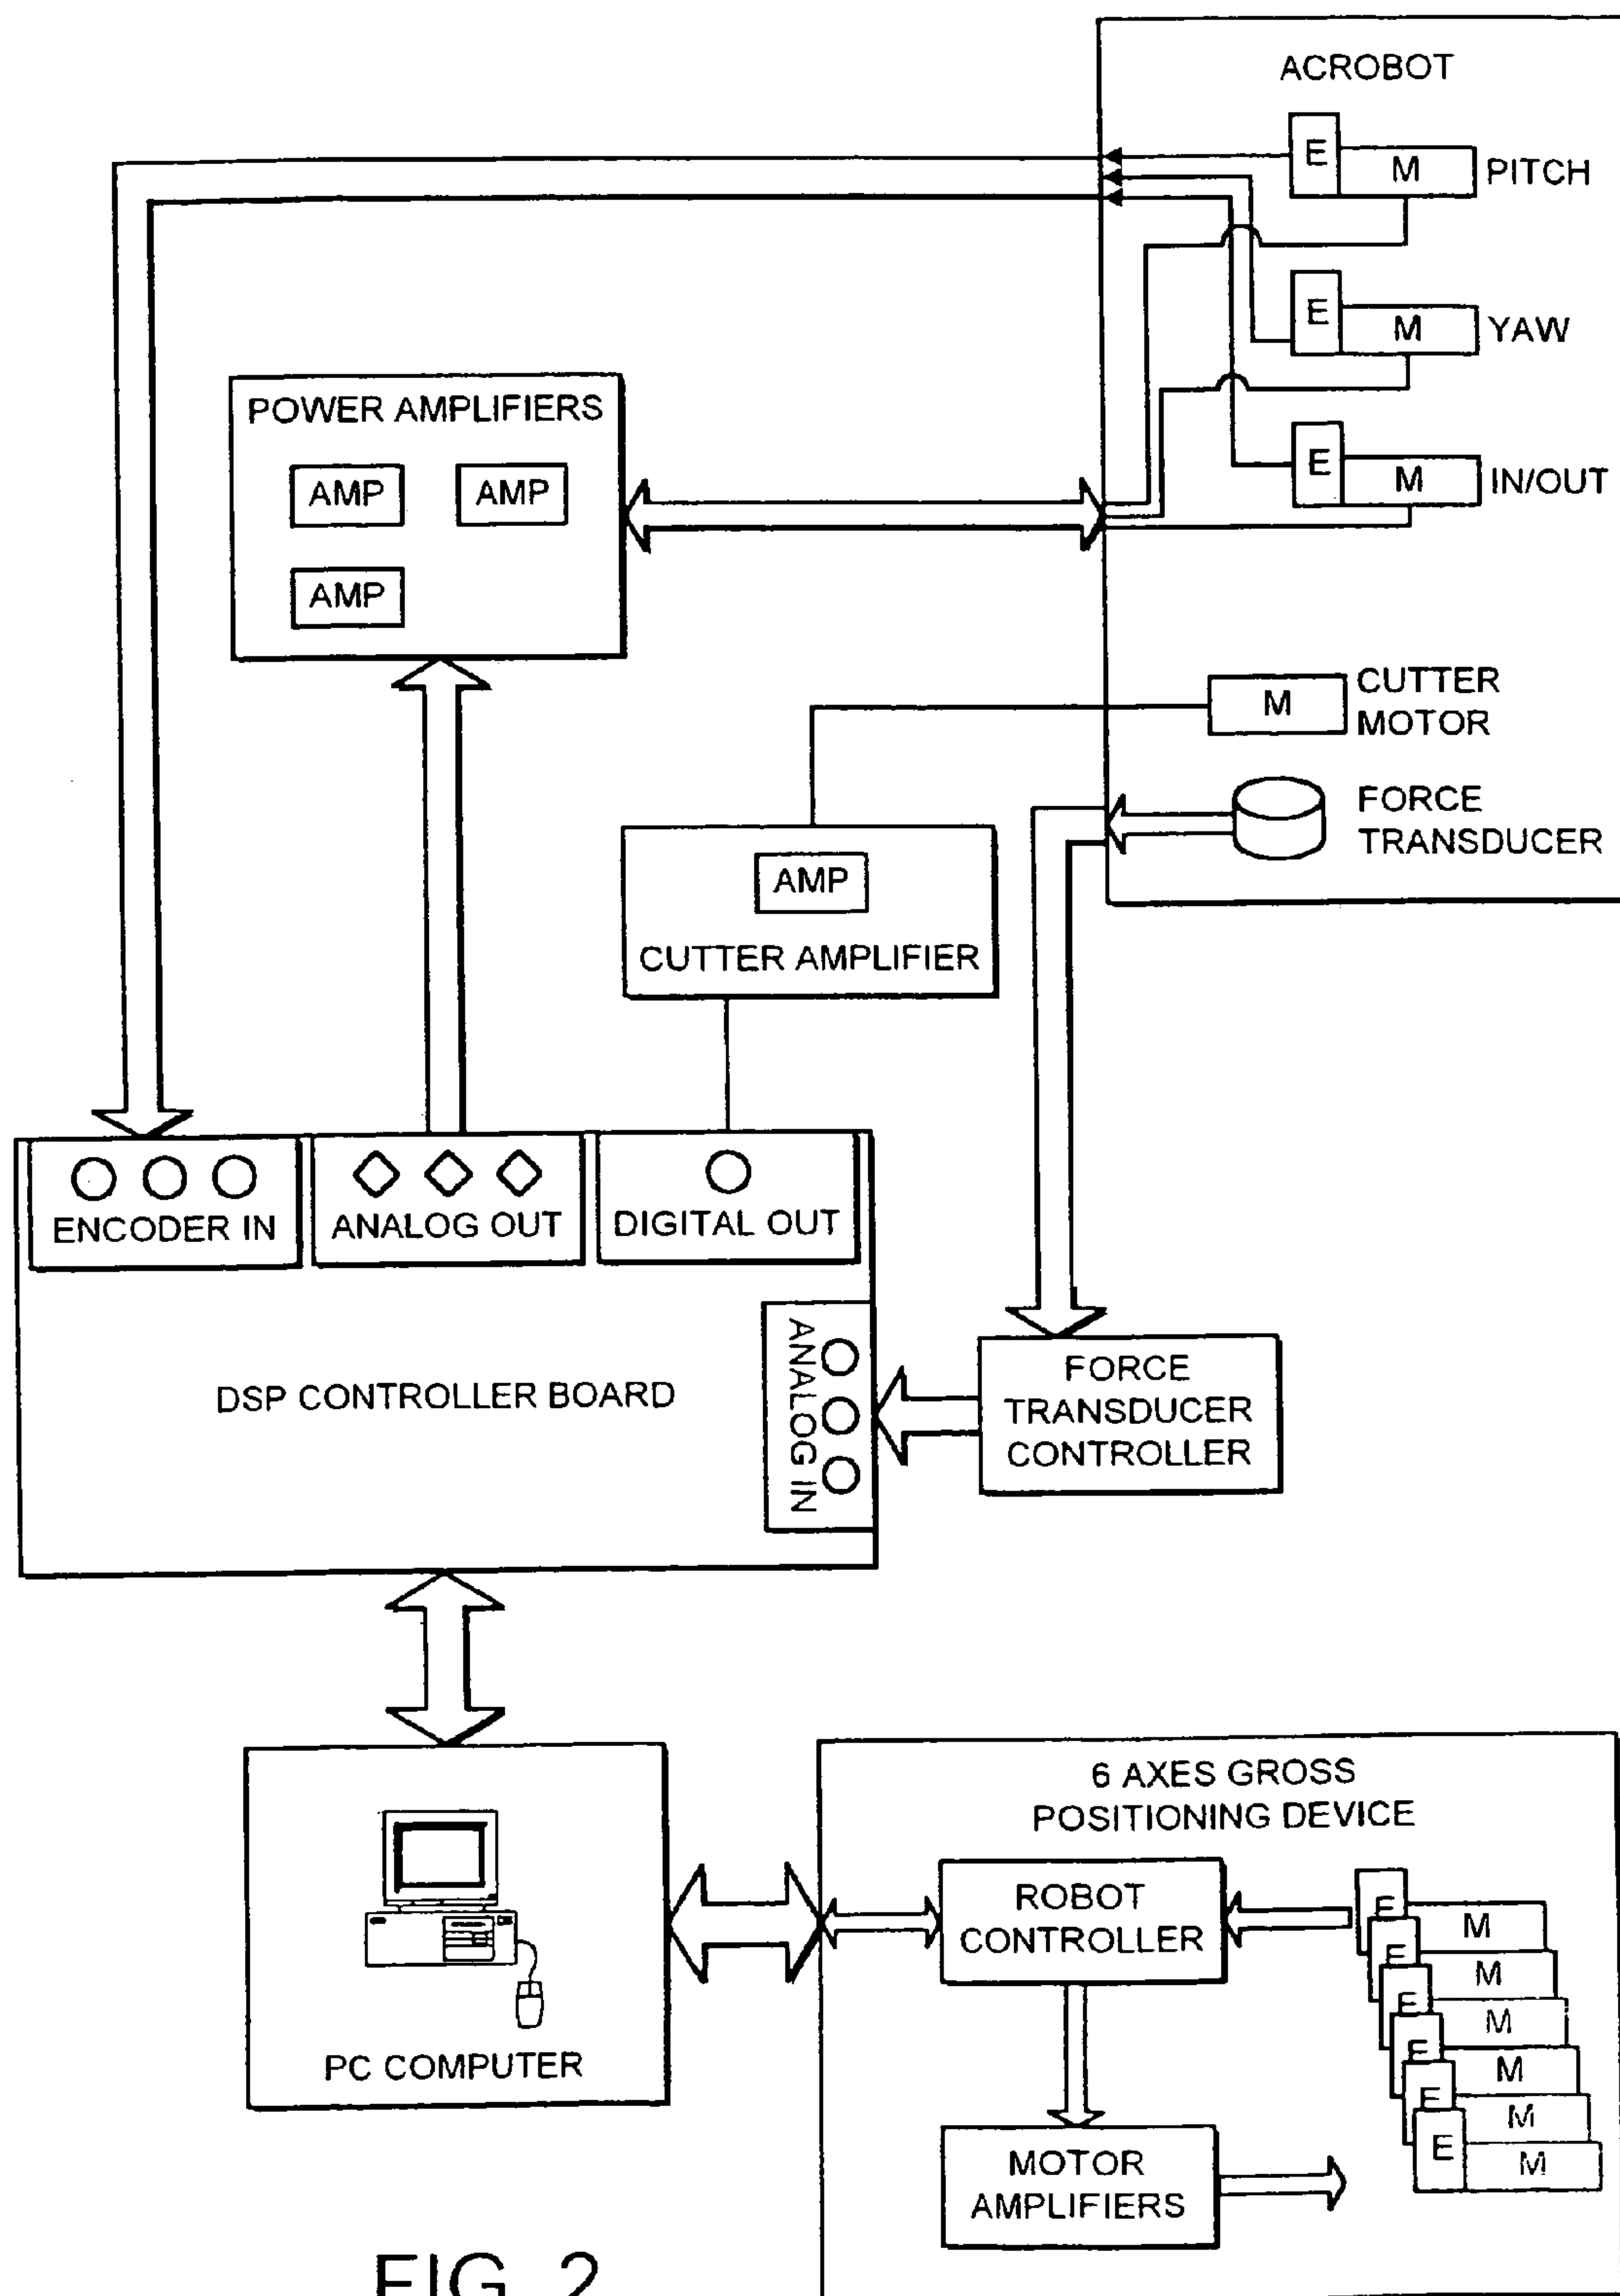 ACROBOT
E
M
PITCH
E
M
YAW
E
M
IN/OUT
POWER AMPLIFIERS
AMP
AMP
AMP
M
CUTTER
MOTOR
FORCE
TRANSDUCER
AMP
CUTTER AMPLIFIER
ENCODER IN
ANALOG OUT
DIGITAL OUT
ANALOG IN
DSP CONTROLLER BOARD
FORCE
TRANSDUCER
CONTROLLER
PC COMPUTER
6 AXES GROSS
POSITIONING DEVICE
ROBOT
CONTROLLER
E
M
E
M
E
M
E
M
E
M
E
M
MOTOR
AMPLIFIERS
FIG. 2